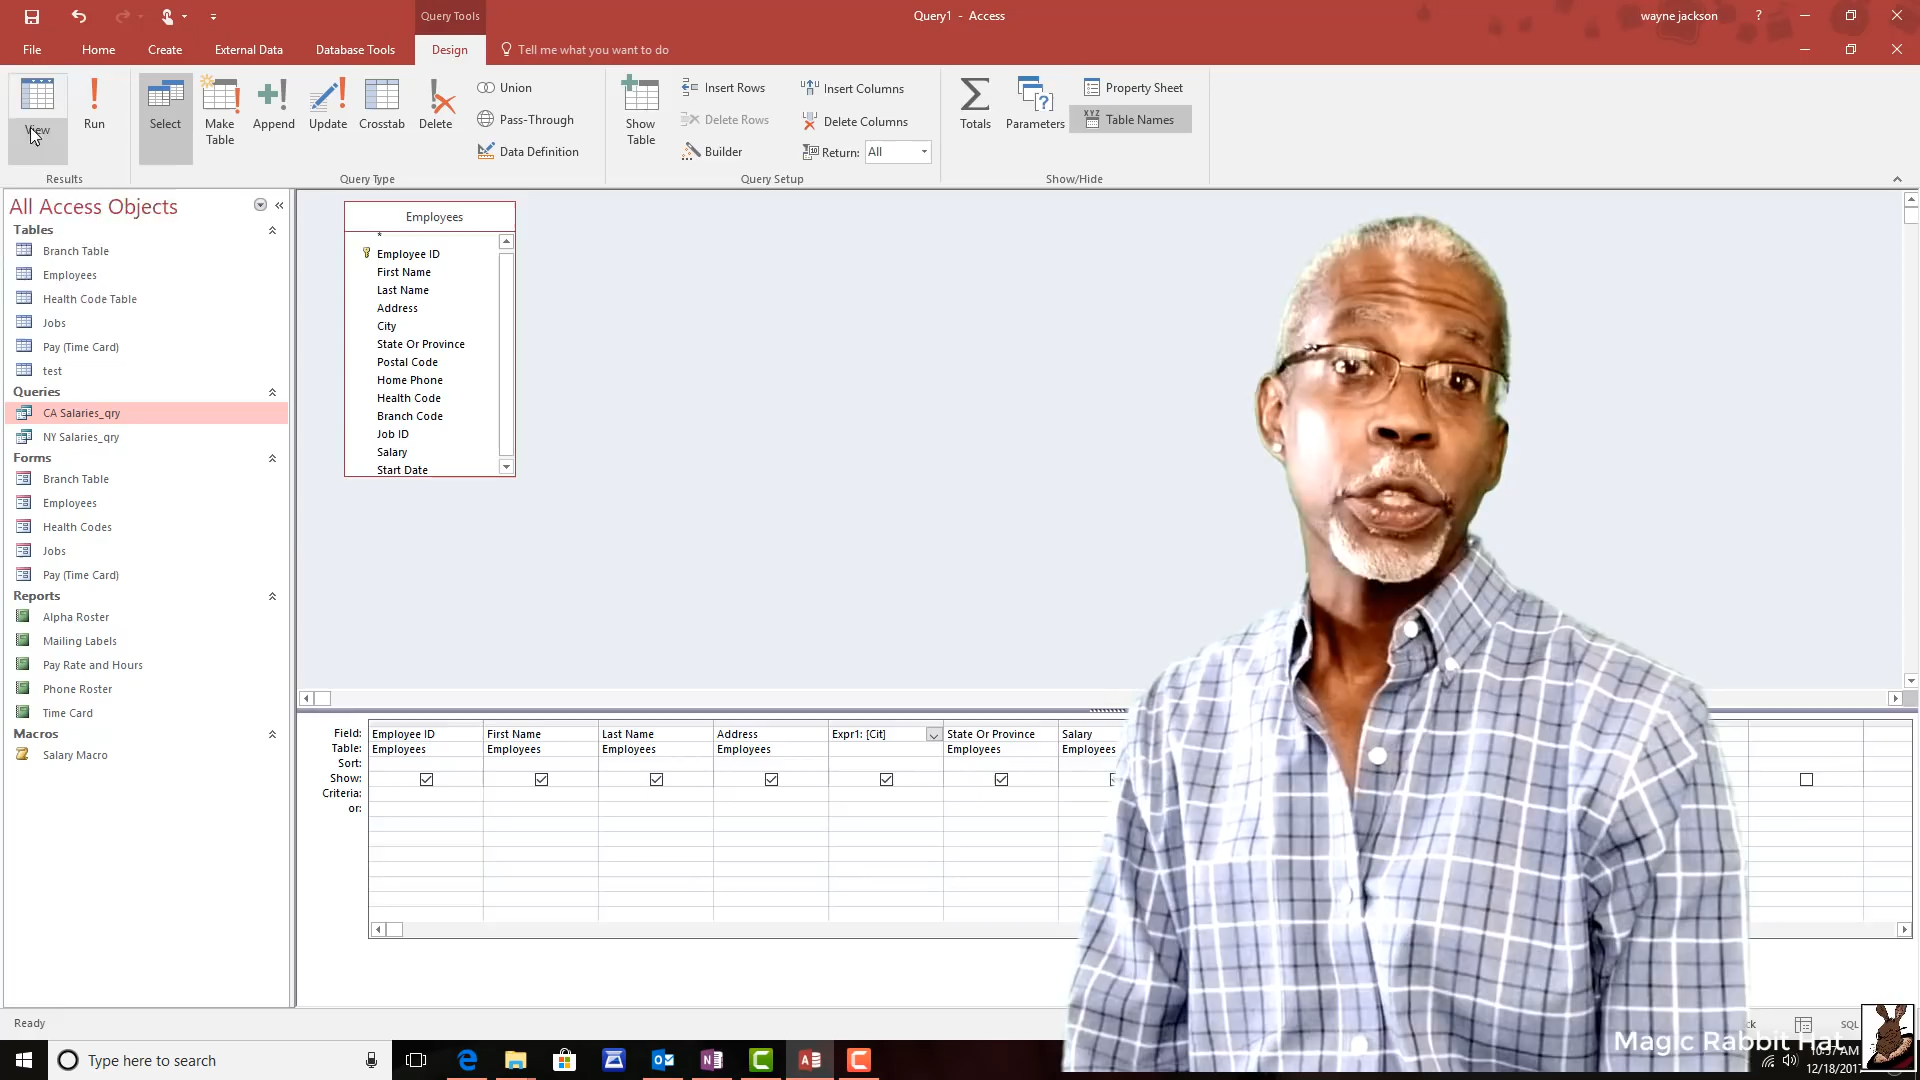 Query Tools
Query1 - Access
wayne jackson
?
File
Home
Create
External Data
Database Tools
Design
Tell me what you want to do
View
Run
Select
Make Table
Append
Update
Crosstab
Delete
Union
Pass-Through
Data Definition
Show Table
Insert Rows
Delete Rows
Builder
Insert Columns
Delete Columns
Return: All
Totals
Parameters
Property Sheet
XYZ Table Names
Results
Query Type
Query Setup
Show/Hide
All Access Objects
Tables
Branch Table
Employees
Health Code Table
Jobs
Pay (Time Card)
test
Queries
CA Salaries_qry
NY Salaries_qry
Forms
Branch Table
Employees
Health Codes
Jobs
Pay (Time Card)
Reports
Alpha Roster
Mailing Labels
Pay Rate and Hours
Phone Roster
Time Card
Macros
Salary Macro
Employees
*
Employee ID
First Name
Last Name
Address
City
State Or Province
Postal Code
Home Phone
Health Code
Branch Code
Job ID
Salary
Start Date
Field: Employee ID First Name Last Name Address Expr1: [Cit] State Or Province Salary
Table: Employees Employees Employees Employees Employees Employees
Sort:
Show:
Criteria:
or:
Ready
SQL
Type here to search
Magic Rabbit Hat
10:57 AM
12/18/2017